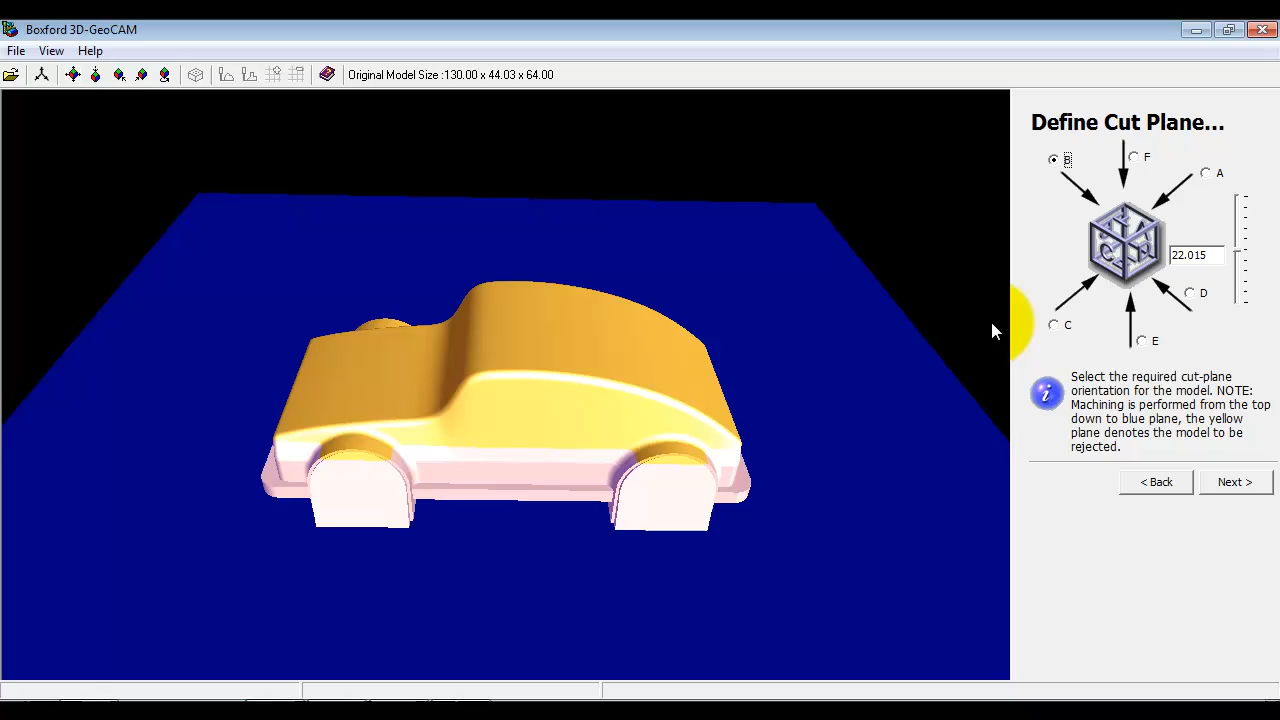 Boxford 3D-GeoCAM
File View Help
Original Model Size :130.00 x 44.03 x 64.00
Define Cut Plane...
B
F
A
22.015
D
C
E
Select the required cut-plane
orientation for the model. NOTE:
Machining is performed from the top
down to blue plane, the yellow
plane denotes the model to be
rejected.
< Back
Next >